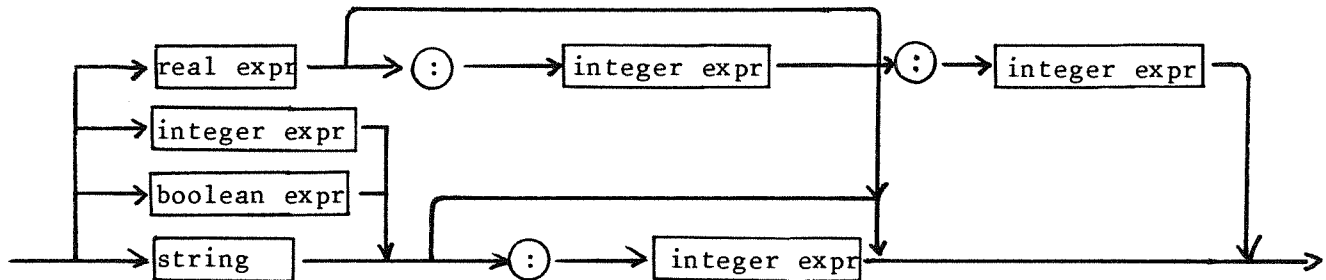 real expr : integer expr : integer expr
integer expr
boolean expr
string : integer expr